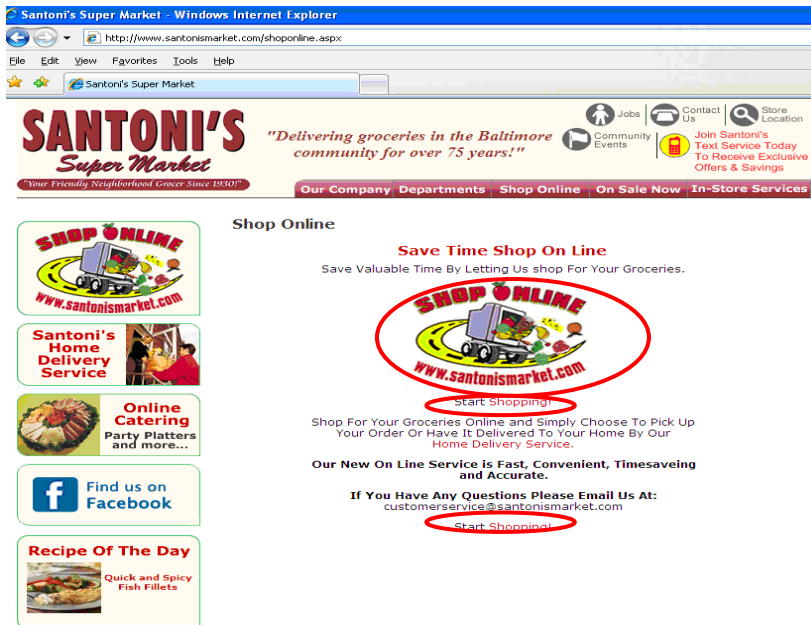 Santoni's Super Market - Windows Internet Explorer
http://www.santonismarket.com/shoponline.aspx
File Edit View Favorites Tools Help
Santoni's Super Market
SANTONI'S
Super Market
"Your Friendly Neighborhood Grocer Since 1930!"
"Delivering groceries in the Baltimore
community for over 75 years!"
Jobs
Contact
Us
Store
Location
Community
Events
Join Santoni's
Text Service Today
To Receive Exclusive
Offers & Savings
Our Company Departments Shop Online On Sale Now In-Store Services
SHOP ONLINE
www.santonismarket.com
Santoni's
Home
Delivery
Service
Online
Catering
Party Platters
and more...
f
Find us on
Facebook
Recipe Of The Day
Quick and Spicy
Fish Fillets
Shop Online
Save Time Shop On Line
Save Valuable Time By Letting Us shop For Your Groceries.
SHOP ONLINE
www.santonismarket.com
Start Shopping!
Shop For Your Groceries Online and Simply Choose To Pick Up
Your Order Or Have It Delivered To Your Home By Our
Home Delivery Service.
Our New On Line Service is Fast, Convenient, Timesaveing
and Accurate.
If You Have Any Questions Please Email Us At:
customerservice@santonismarket.com
Start Shopping!